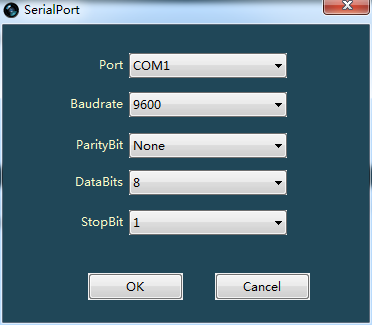 SerialPort
Port COM1
Baudrate 9600
ParityBit None
DataBits 8
StopBit 1
OK Cancel